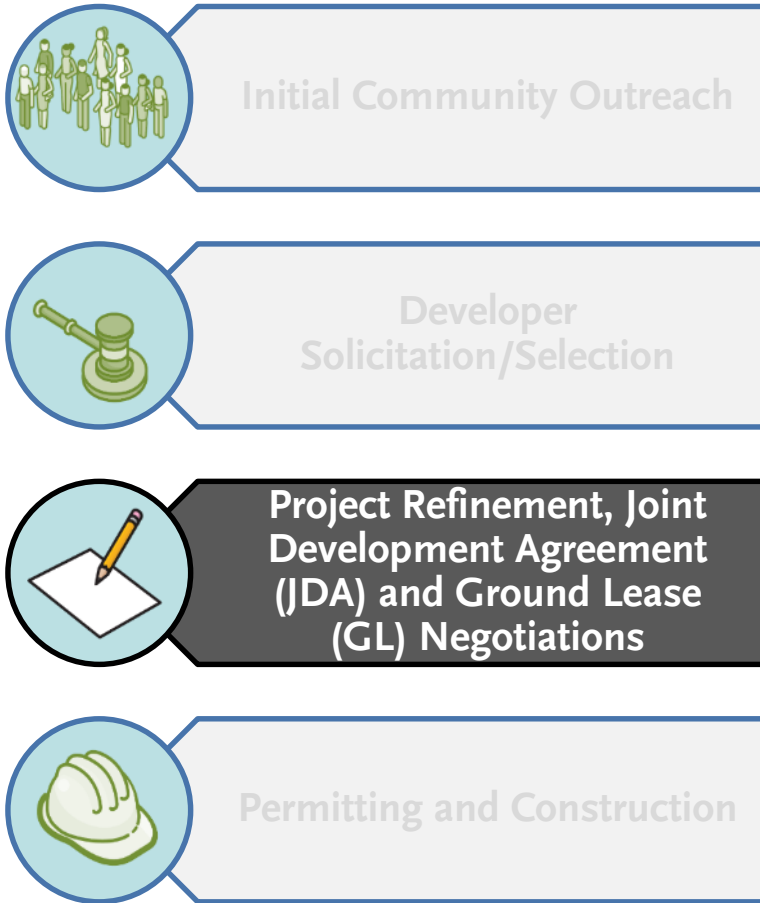 Initial Community Outreach
Developer
Solicitation/Selection
Project Refinement, Joint
Development Agreement
(JDA) and Ground Lease
(GL) Negotiations
Permitting and Construction